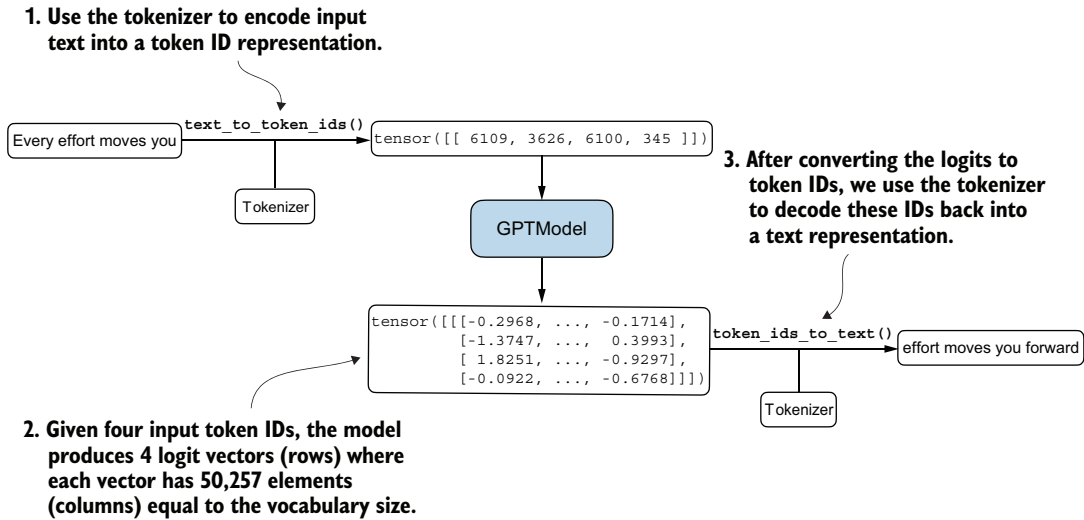 1. Use the tokenizer to encode input
text into a token ID representation.
Every effort moves you
text_to_token_ids()
Tokenizer
tensor([[ 6109, 3626, 6100, 345 ]])
GPTModel
3. After converting the logits to
token IDs, we use the tokenizer
to decode these IDs back into
a text representation.
tensor([[[-0.2968, ..., -0.1714],
[-1.3747, ..., 0.3993],
[ 1.8251, ..., -0.9297],
[-0.0922, ..., -0.6768]]])
token_ids_to_text()
Tokenizer
effort moves you forward
2. Given four input token IDs, the model
produces 4 logit vectors (rows) where
each vector has 50,257 elements
(columns) equal to the vocabulary size.